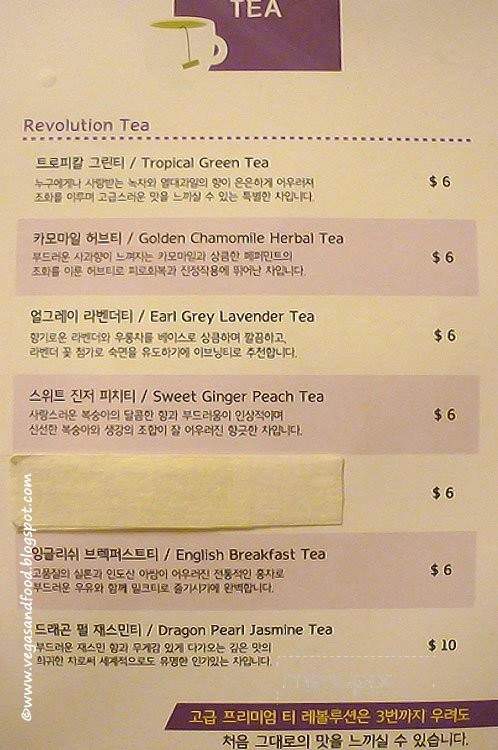 TEA
Revolution Tea
트로피칼 그린티 / Tropical Green Tea
$ 6
누구에게나 사랑받는 녹차와 열대과일의 향이 은은하게 어우러져
조화를 이루며 고급스러운 맛을 느끼실 수 있는 특별한 차입니다.
카모마일 허브티 / Golden Chamomile Herbal Tea
$ 6
부드러운 사과향이 느껴지는 카모마일과 상큼한 페퍼민트의
조화를 이룬 허브티로 피로회복과 진정작용에 뛰어난 차입니다.
얼그레이 라벤더티 / Earl Grey Lavender Tea
$ 6
향기로운 라벤더와 우롱차를 베이스로 상큼하며 깔끔하고,
라벤더 꽃 첨가로 숙면을 유도하기에 이브닝티로 추천합니다.
스위트 진저 피치티 / Sweet Ginger Peach Tea
$ 6
사랑스러운 복숭아의 달콤한 향과 부드러움이 인상적이며
신선한 복숭아와 생강의 조합이 잘 어우러진 향긋한 차입니다.
$ 6
잉글리쉬 브렉퍼스트티 / English Breakfast Tea
$ 6
고품질의 실론과 인도산 아쌈이 어우러진 전통적인 홍차로
부드러운 우유와 함께 밀크티로 즐기시기에 완벽합니다.
드래곤 펄 재스민티 / Dragon Pearl Jasmine Tea
$ 10
부드러운 재스민 향과 무게감 있게 다가오는 깊은 맛의
희귀한 차로써 세계적으로도 유명한 인기있는 차입니다.
고급 프리미엄 티 레볼루션은 3번까지 우려도
처음 그대로의 맛을 느끼실 수 있습니다.
©www.vegasandfood.blogspot.com